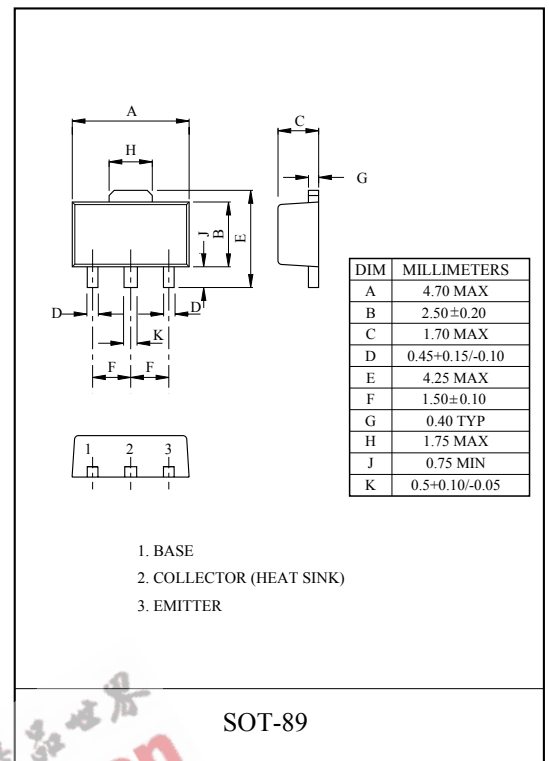 A
H
C
G
J
B
E
D
D
K
F
F
DIM MILLIMETERS
A 4.70 MAX
B 2.50±0.20
C 1.70 MAX
D 0.45+0.15/-0.10
E 4.25 MAX
F 1.50±0.10
G 0.40 TYP
H 1.75 MAX
J 0.75 MIN
K 0.5+0.10/-0.05
1 2 3
1. BASE
2. COLLECTOR (HEAT SINK)
3. EMITTER
SOT-89